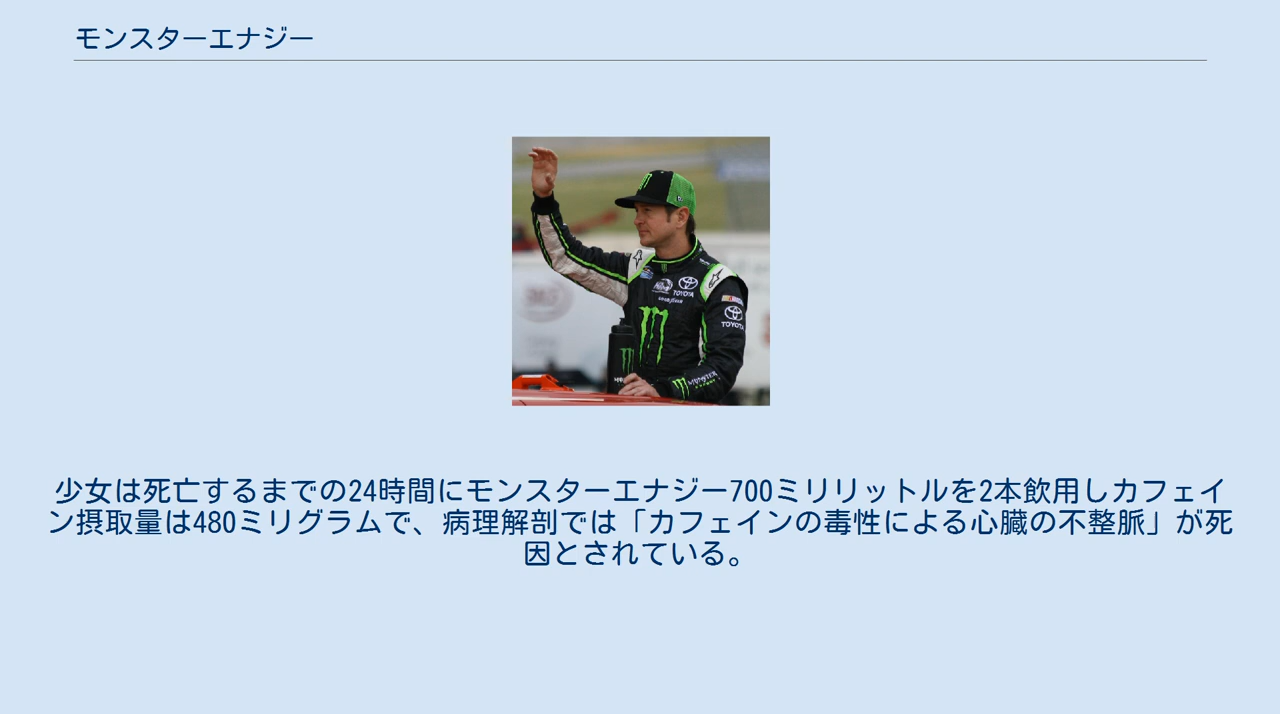 モンスターエナジー
TOYOTA
TOYOTA
MONSTER
少女は死亡するまでの24時間にモンスターエナジー700ミリリットルを2本飲用しカフェイ
ン摂取量は480ミリグラムで、病理解剖では「カフェインの毒性による心臓の不整脈」が死
因とされている。